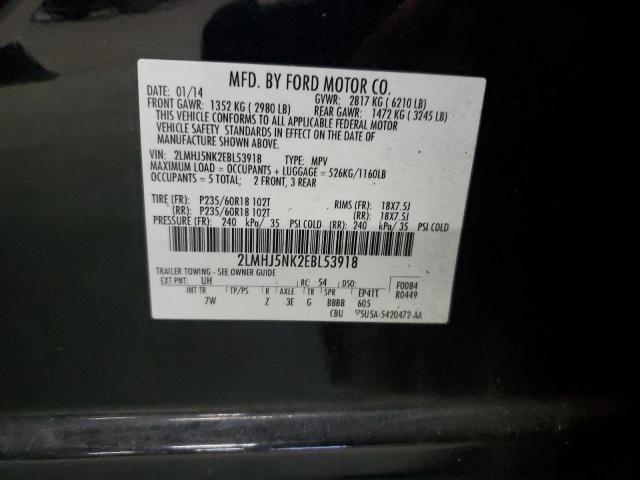 MFD. BY FORD MOTOR CO.
DATE: 01/14 GVWR: 2817 KG ( 6210 LB)
FRONT GAWR: 1352 KG ( 2980 LB) REAR GAWR: 1472 KG ( 3245 LB)
THIS VEHICLE CONFORMS TO ALL APPLICABLE FEDERAL MOTOR
VEHICLE SAFETY STANDARDS IN EFFECT ON THE DATE OF
MANUFACTURE SHOWN ABOVE.
VIN: 2LMHJ5NK2EBL53918 TYPE: MPV
MAXIMUM LOAD = OCCUPANTS + LUGGAGE = 526KG/1160LB
OCCUPANTS = 5 TOTAL; 2 FRONT, 3 REAR
TIRE (FR): P235/60R18 102T RIMS (FR): 18X7.5J
(RR): P235/60R18 102T (RR): 18X7.5J
PRESSURE (FR): 240 kPa/ 35 PSI COLD (RR): 240 kPa/ 35 PSI COLD
2LMHJ5NK2EBL53918
TRAILER TOWING - SEE OWNER GUIDE
EXT PNT: UH RC: 54 DSO: F0084
INT TR TP/PS R AXLE TR SPR EP411 R0449
7W Z 3E G BBBB 605
CBU 5U5A-5420472-AA